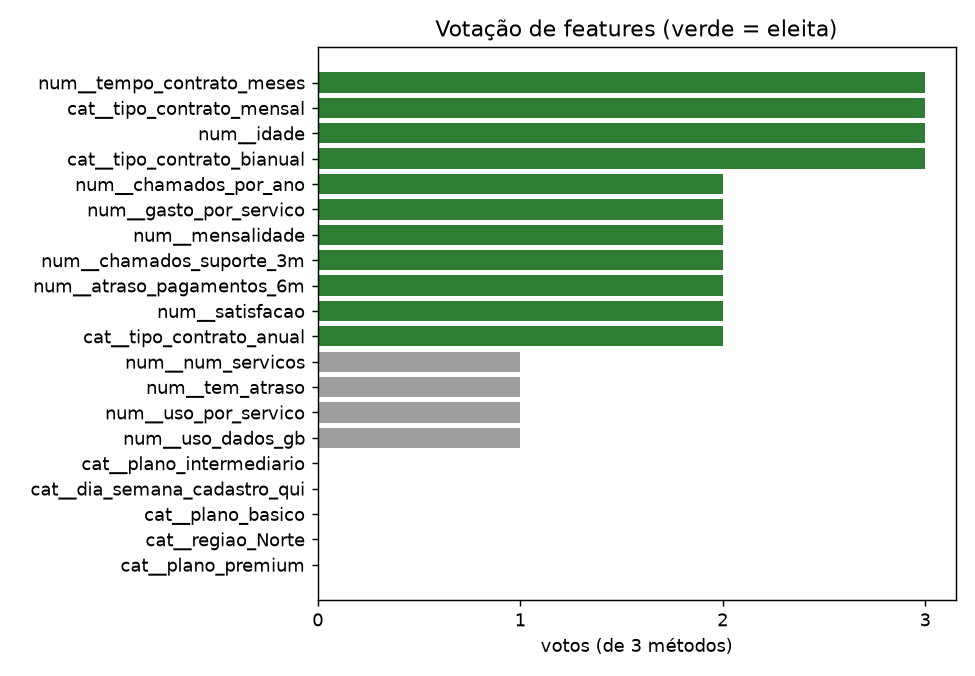 Votação de features (verde = eleita)
num__tempo_contrato_meses
cat__tipo_contrato_mensal
num__idade
cat__tipo_contrato_bianual
num__chamados_por_ano
num__gasto_por_servico
num__mensalidade
num__chamados_suporte_3m
num__atraso_pagamentos_6m
num__satisfacao
cat__tipo_contrato_anual
num__num_servicos
num__tem_atraso
num__uso_por_servico
num__uso_dados_gb
cat__plano_intermediario
cat__dia_semana_cadastro_qui
cat__plano_basico
cat__regiao_Norte
cat__plano_premium
0 1 2 3
votos (de 3 métodos)